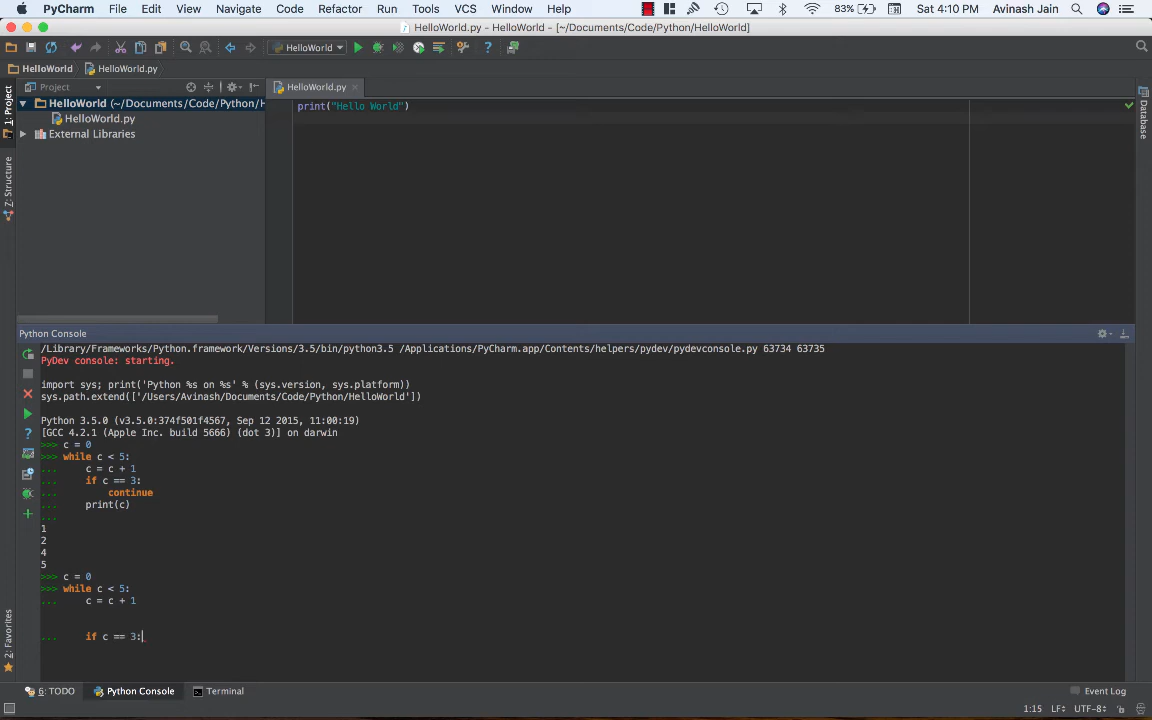 PyCharm File Edit View Navigate Code Refactor Run Tools VCS Window Help 83% Sat 4:10 PM Avinash Jain
HelloWorld.py - HelloWorld - [~/Documents/Code/Python/HelloWorld]
HelloWorld
HelloWorld HelloWorld.py
Project HelloWorld.py
1: Project
HelloWorld (~/Documents/Code/Python/H
HelloWorld.py
External Libraries
print("Hello World")
Database
Z: Structure
Python Console
/Library/Frameworks/Python.framework/Versions/3.5/bin/python3.5 /Applications/PyCharm.app/Contents/helpers/pydev/pydevconsole.py 63734 63735
PyDev console: starting.
import sys; print('Python %s on %s' % (sys.version, sys.platform))
sys.path.extend(['/Users/Avinash/Documents/Code/Python/HelloWorld'])
Python 3.5.0 (v3.5.0:374f501f4567, Sep 12 2015, 11:00:19)
[GCC 4.2.1 (Apple Inc. build 5666) (dot 3)] on darwin
>>> c = 0
>>> while c < 5:
...     c = c + 1
...     if c == 3:
...         continue
...     print(c)
...
1
2
4
5
>>> c = 0
>>> while c < 5:
...     c = c + 1
...     if c == 3:
2: Favorites
6: TODO Python Console Terminal Event Log
1:15 LF UTF-8